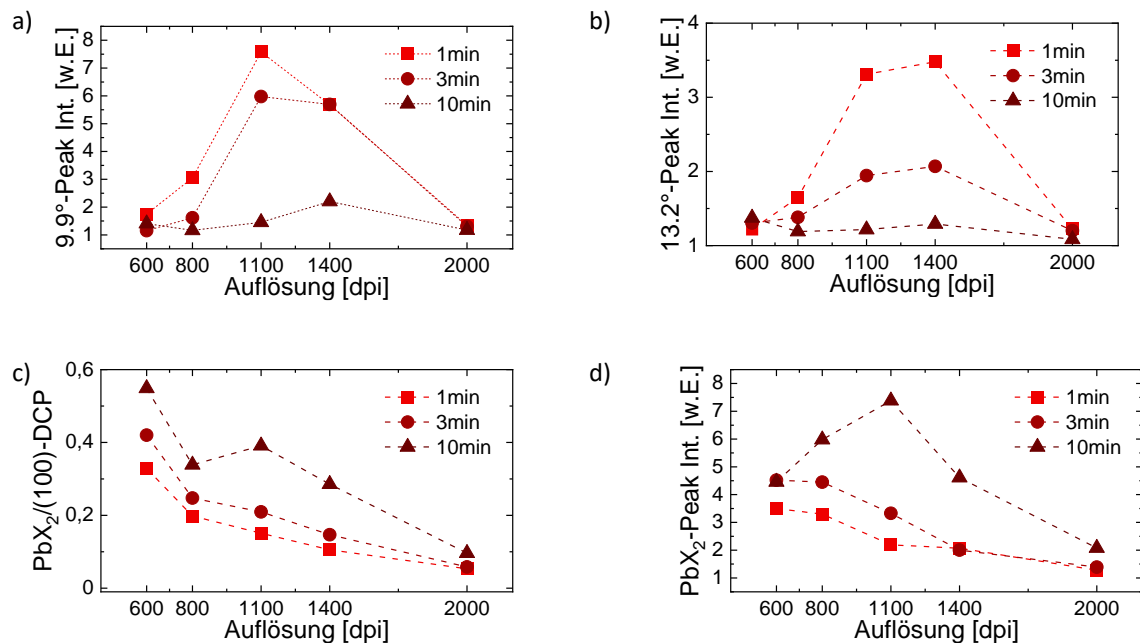 a)
9.9°-Peak Int. [w.E.]
8
7
6
5
4
3
2
1
1min
3min
10min
600 800 1100 1400 2000
Auflösung [dpi]
b)
13.2°-Peak Int. [w.E.]
4
3
2
1
1min
3min
10min
600 800 1100 1400 2000
Auflösung [dpi]
c)
PbX₂/(100)-DCP
0,6
0,4
0,2
0
1min
3min
10min
600 800 1100 1400 2000
Auflösung [dpi]
d)
PbX₂-Peak Int. [w.E.]
8
7
6
5
4
3
2
1
1min
3min
10min
600 800 1100 1400 2000
Auflösung [dpi]